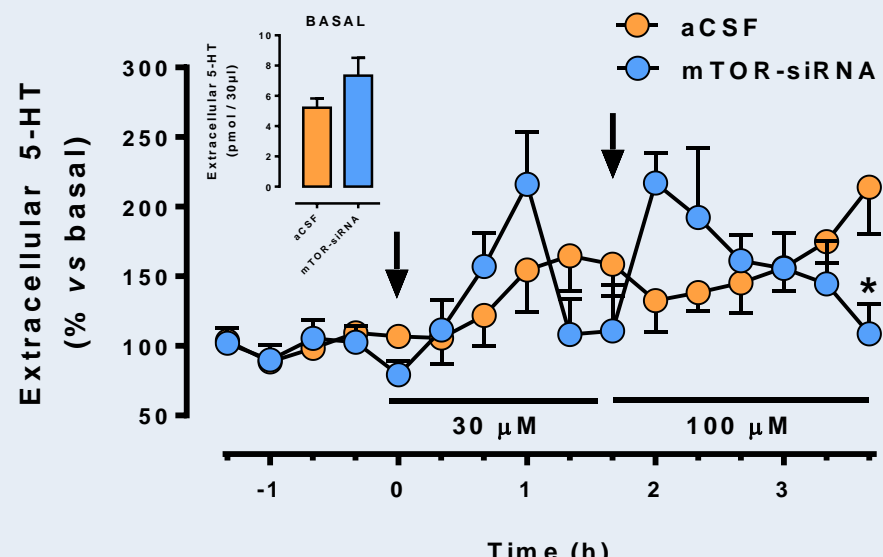 BASAL
Extracellular 5-HT
(pmol / 30µl)
10
8
6
4
2
0
aCSF
mTOR-siRNA
aCSF
mTOR-siRNA
Extracellular 5-HT
(% vs basal)
300
250
200
150
100
50
*
30 µM
100 µM
-1
0
1
2
3
Time (h)